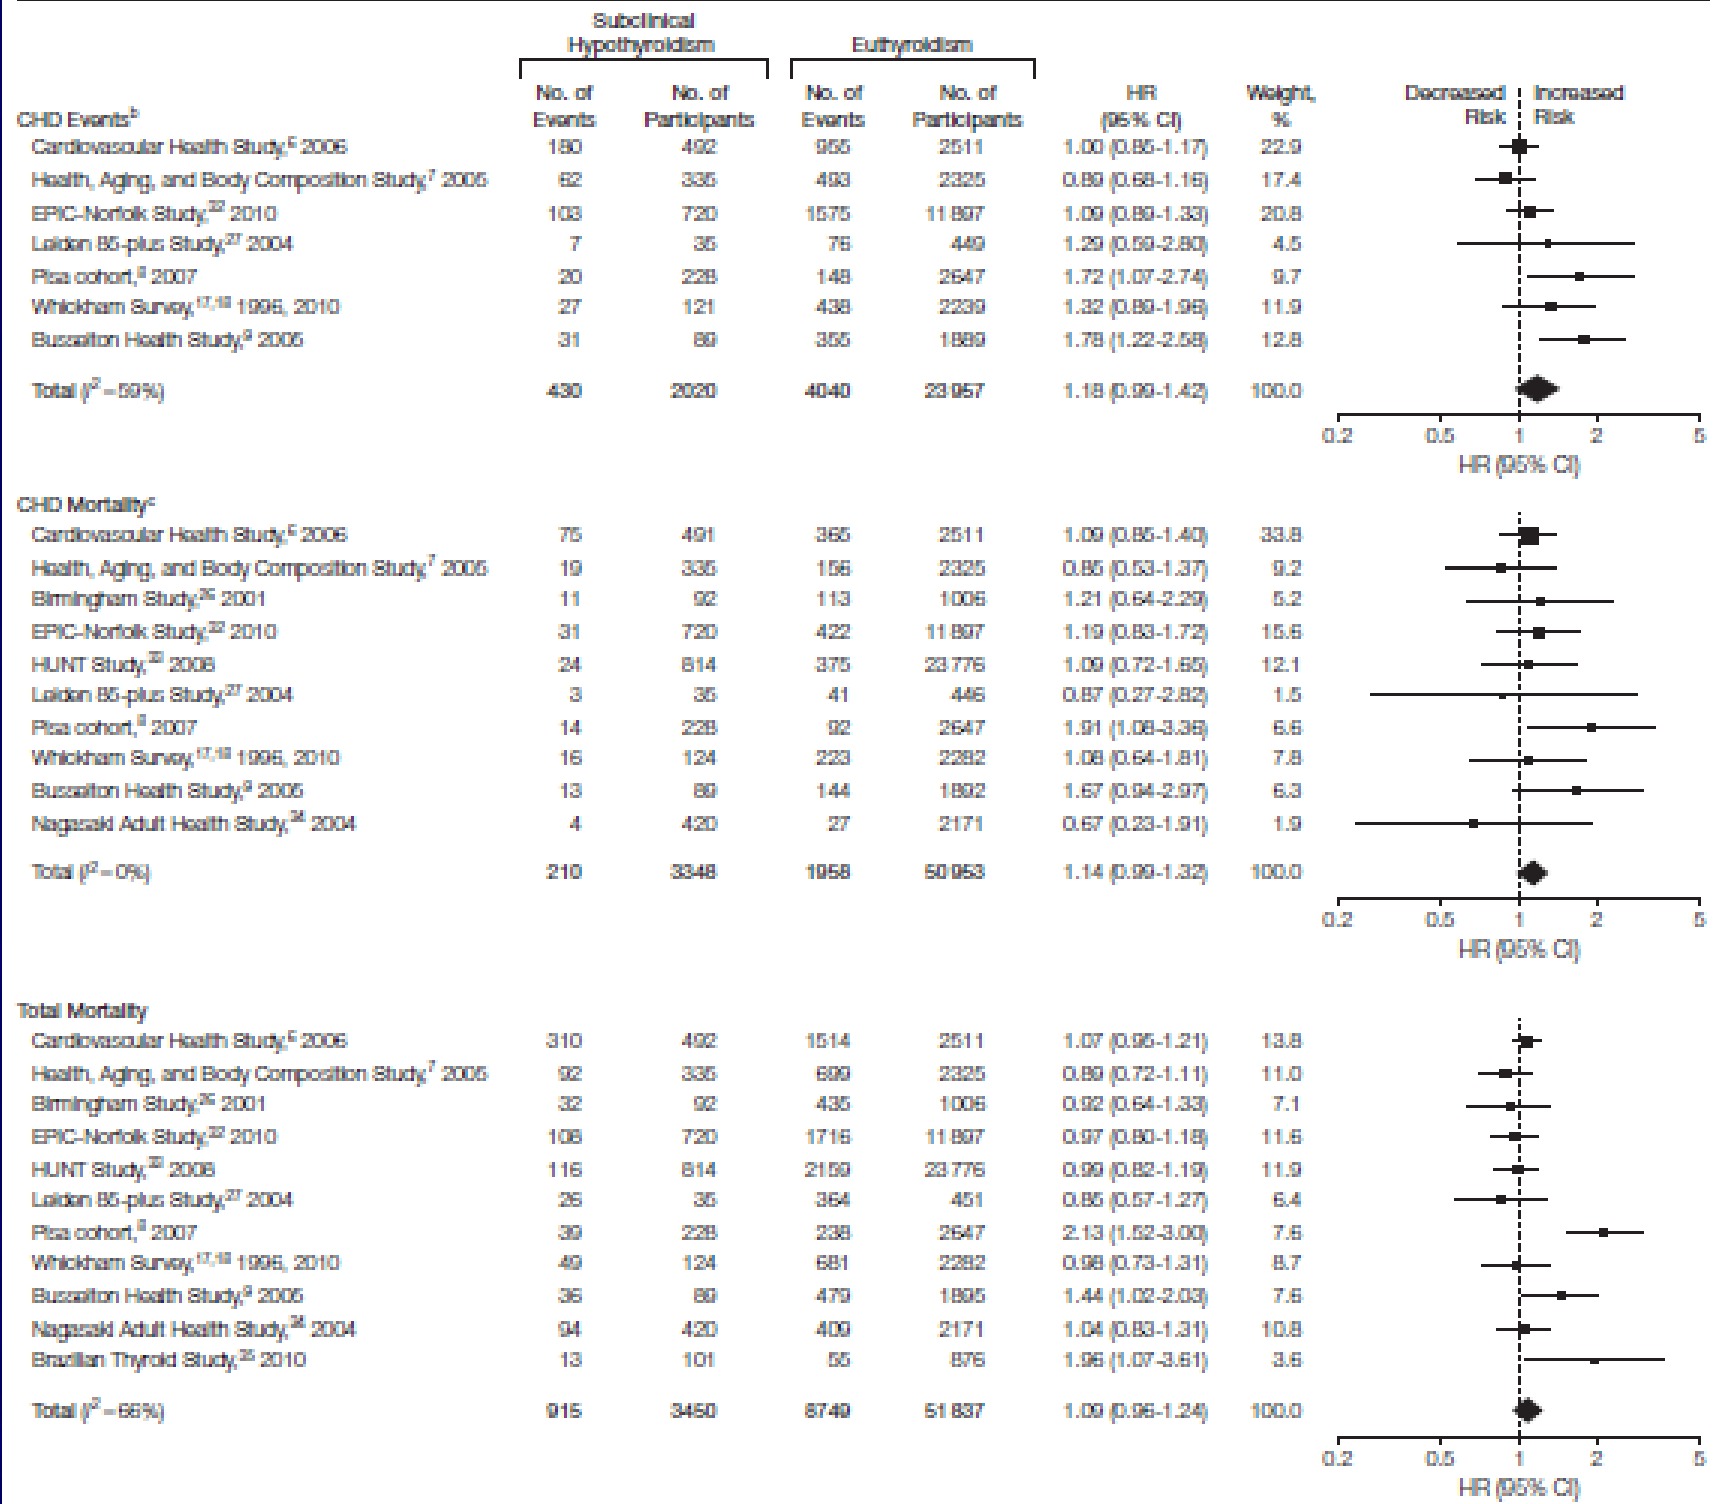 Subclinical
Hypothyroidism Euthyroidism
No. of No. of No. of No. of HR Weight, Decreased Increased
CHD Events^b Events Participants Events Participants (95% CI) % Risk Risk
Cardiovascular Health Study,^6 2006 180 492 955 2511 1.00 (0.85-1.17) 22.9
Health, Aging, and Body Composition Study,^7 2005 62 335 493 2325 0.89 (0.68-1.16) 17.4
EPIC-Norfolk Study,^22 2010 103 720 1575 11 897 1.09 (0.89-1.33) 20.8
Leiden 85-plus Study,^27 2004 7 35 76 449 1.29 (0.59-2.80) 4.5
Pisa cohort,^8 2007 20 228 148 2647 1.72 (1.07-2.74) 9.7
Whickham Survey,^17,18 1996, 2010 27 121 438 2239 1.32 (0.89-1.96) 11.9
Busselton Health Study,^9 2005 31 89 355 1889 1.78 (1.22-2.58) 12.8
Total (I^2 = 59%) 430 2020 4040 23 957 1.18 (0.99-1.42) 100.0
0.2 0.5 1 2 5
HR (95% CI)
CHD Mortality^c
Cardiovascular Health Study,^6 2006 75 491 365 2511 1.09 (0.85-1.40) 33.8
Health, Aging, and Body Composition Study,^7 2005 19 335 156 2325 0.85 (0.53-1.37) 9.2
Birmingham Study, 2001 11 92 113 1006 1.21 (0.64-2.29) 5.2
EPIC-Norfolk Study,^22 2010 31 720 422 11 897 1.19 (0.83-1.72) 15.6
HUNT Study, 2008 24 814 375 23 776 1.09 (0.72-1.65) 12.1
Leiden 85-plus Study,^27 2004 3 35 41 446 0.87 (0.27-2.82) 1.5
Pisa cohort,^8 2007 14 228 92 2647 1.91 (1.08-3.36) 6.6
Whickham Survey,^17,18 1996, 2010 16 124 223 2282 1.08 (0.64-1.81) 7.8
Busselton Health Study,^9 2005 13 89 144 1892 1.67 (0.94-2.97) 6.3
Nagasaki Adult Health Study, 2004 4 420 27 2171 0.67 (0.23-1.91) 1.9
Total (I^2 = 0%) 210 3348 1958 50 953 1.14 (0.99-1.32) 100.0
0.2 0.5 1 2 5
HR (95% CI)
Total Mortality
Cardiovascular Health Study,^6 2006 310 492 1514 2511 1.07 (0.95-1.21) 13.8
Health, Aging, and Body Composition Study,^7 2005 92 335 699 2325 0.89 (0.72-1.11) 11.0
Birmingham Study, 2001 32 92 435 1006 0.92 (0.64-1.33) 7.1
EPIC-Norfolk Study,^22 2010 108 720 1716 11 897 0.97 (0.80-1.18) 11.6
HUNT Study, 2008 116 814 2159 23 776 0.99 (0.82-1.19) 11.9
Leiden 85-plus Study,^27 2004 26 35 364 451 0.85 (0.57-1.27) 6.4
Pisa cohort,^8 2007 39 228 238 2647 2.13 (1.52-3.00) 7.6
Whickham Survey,^17,18 1996, 2010 49 124 681 2282 0.98 (0.73-1.31) 8.7
Busselton Health Study,^9 2005 36 89 479 1895 1.44 (1.02-2.03) 7.6
Nagasaki Adult Health Study, 2004 94 420 409 2171 1.04 (0.83-1.31) 10.8
Brazilian Thyroid Study, 2010 13 101 55 876 1.96 (1.07-3.61) 3.6
Total (I^2 = 66%) 915 3450 8749 51 837 1.09 (0.96-1.24) 100.0
0.2 0.5 1 2 5
HR (95% CI)